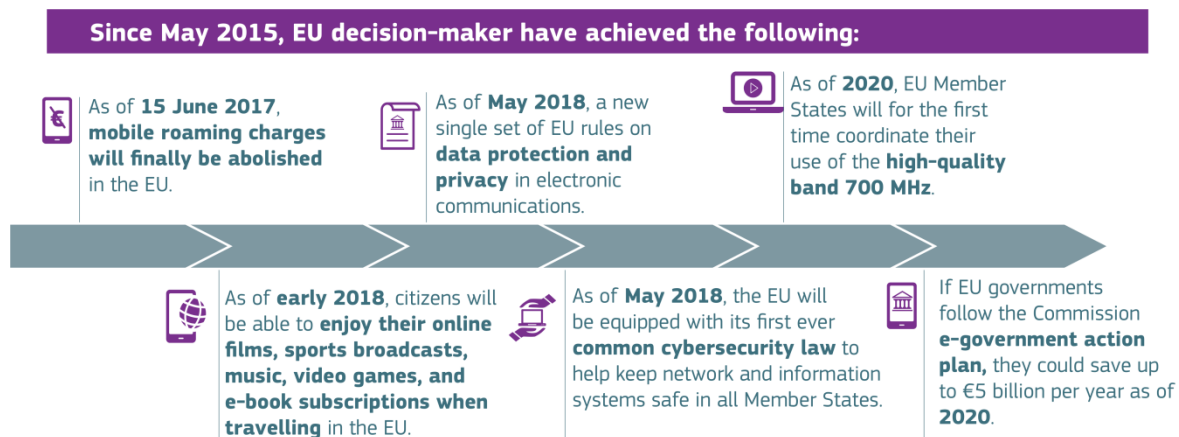 Since May 2015, EU decision-maker have achieved the following:
As of 15 June 2017,
mobile roaming charges
will finally be abolished
in the EU.
As of early 2018, citizens will
be able to enjoy their online
films, sports broadcasts,
music, video games, and
e-book subscriptions when
travelling in the EU.
As of May 2018, a new
single set of EU rules on
data protection and
privacy in electronic
communications.
As of May 2018, the EU will
be equipped with its first ever
common cybersecurity law to
help keep network and information
systems safe in all Member States.
As of 2020, EU Member
States will for the first
time coordinate their
use of the high-quality
band 700 MHz.
If EU governments
follow the Commission
e-government action
plan, they could save up
to €5 billion per year as of
2020.